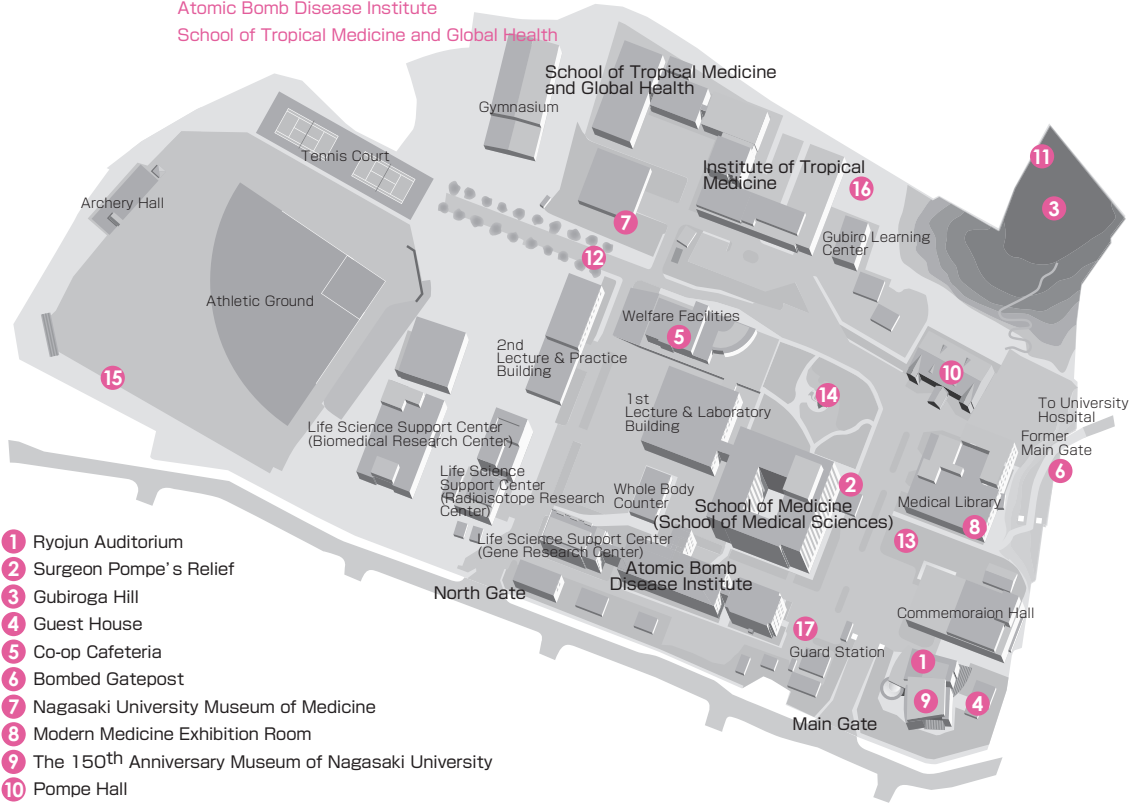 Atomic Bomb Disease Institute
School of Tropical Medicine and Global Health
School of Tropical Medicine
and Global Health
Gymnasium
Tennis Court
Institute of Tropical
Medicine
11
16
3
Archery Hall
7
Gubiro Learning
Center
12
Athletic Ground
Welfare Facilities
5
2nd
Lecture & Practice
Building
10
15
14
1st
Lecture & Laboratory
Building
To University
Hospital
Former
Main Gate
6
Life Science Support Center
(Biomedical Research Center)
Life Science
Support Center
(Radioisotope Research
Center)
Whole Body
Counter
2
School of Medicine
(School of Medical Sciences)
Medical Library
8
13
Life Science Support Center
(Gene Research Center)
Atomic Bomb
Disease Institute
North Gate
Commemoraion Hall
17
Guard Station
1
9
4
Main Gate
1 Ryojun Auditorium
2 Surgeon Pompe's Relief
3 Gubiroga Hill
4 Guest House
5 Co-op Cafeteria
6 Bombed Gatepost
7 Nagasaki University Museum of Medicine
8 Modern Medicine Exhibition Room
9 The 150th Anniversary Museum of Nagasaki University
10 Pompe Hall